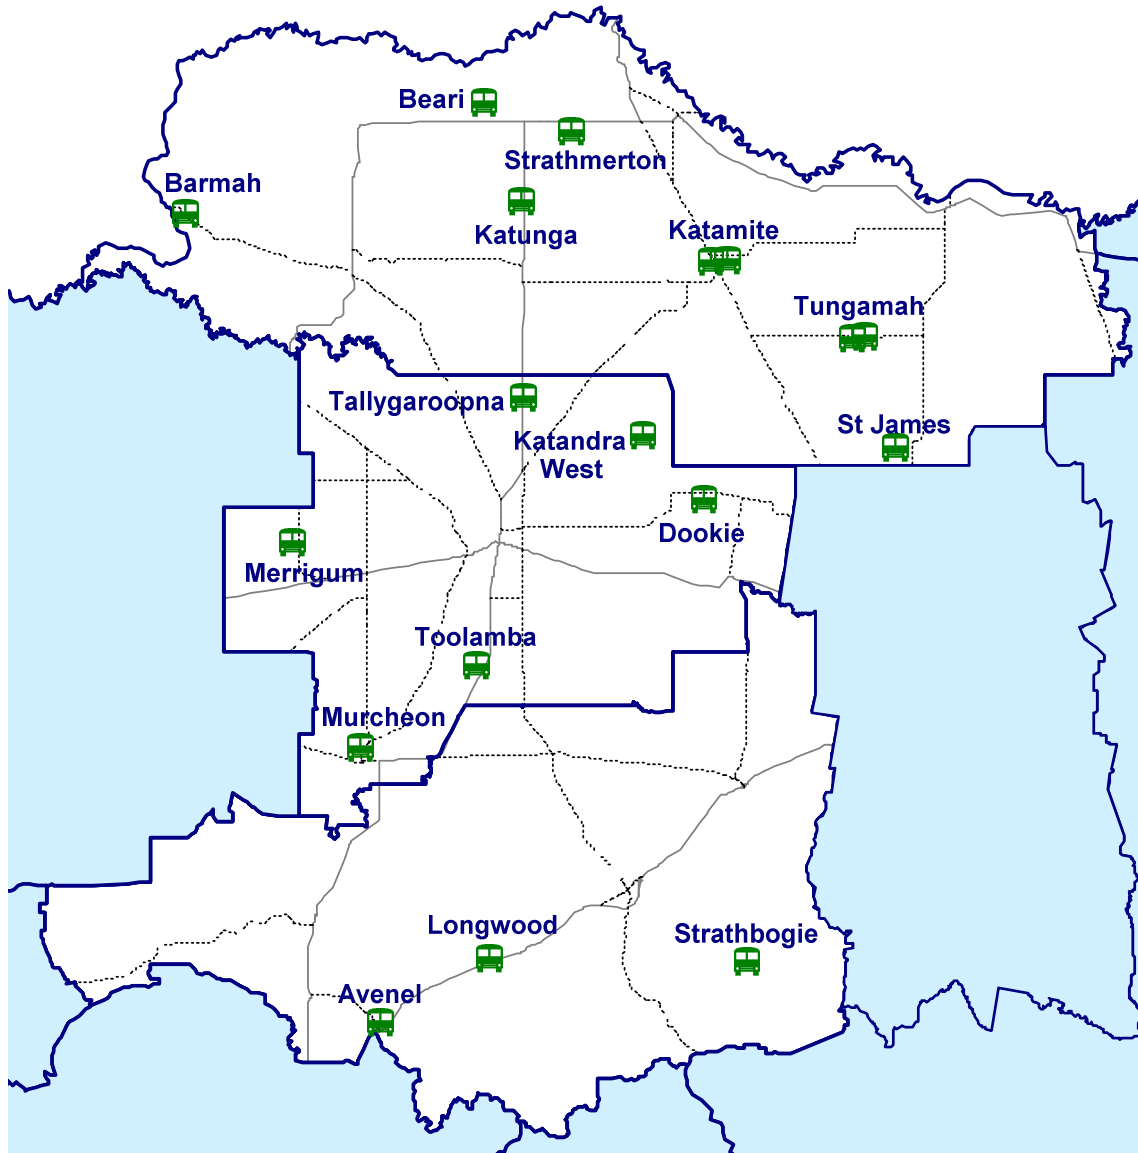 Beari
Strathmerton
Barmah
Katunga
Katamite
Tungamah
Tallygaroopna
Katandra
West
St James
Dookie
Merrigum
Toolamba
Murcheon
Longwood
Strathbogie
Avenel